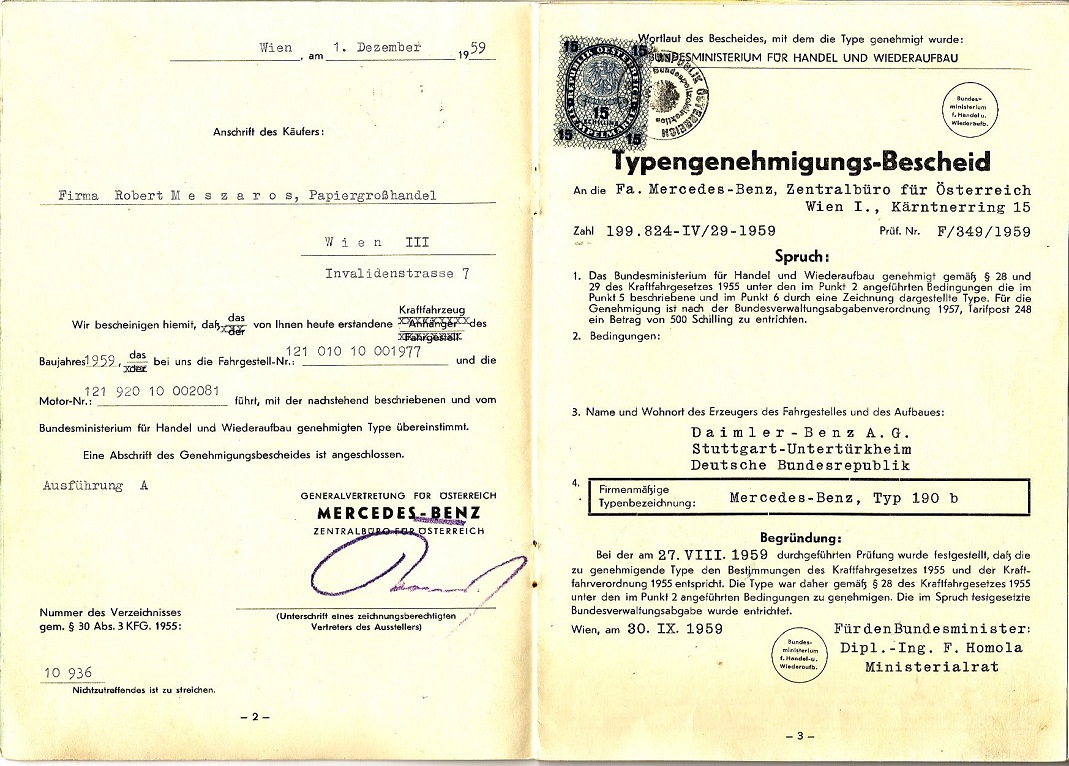 Wien, am 1. Dezember 1959
Anschrift des Käufers:
Firma Robert Meszaros, Papiergroßhandel
Wien III
Invalidenstrasse 7
Kraftfahrzeug
Wir bescheinigen hiemit, daß das der von Ihnen heute erstandene Anhänger des
Fahrgestell
Baujahres 1959, das der bei uns die Fahrgestell-Nr.: 121 010 10 001977 und die
Motor-Nr.: 121 920 10 002081 führt, mit der nachstehend beschriebenen und vom
Bundesministerium für Handel und Wiederaufbau genehmigten Type übereinstimmt.
Eine Abschrift des Genehmigungsbescheides ist angeschlossen.
Ausführung A
GENERALVERTRETUNG FÜR ÖSTERREICH
MERCEDES-BENZ
ZENTRALBÜRO FÜR ÖSTERREICH
(Unterschrift eines zeichnungsberechtigten
Vertreters des Ausstellers)
Nummer des Verzeichnisses
gem. § 30 Abs. 3 KFG. 1955:
10 936
Nichtzutreffendes ist zu streichen.
– 2 –
Wortlaut des Bescheides, mit dem die Type genehmigt wurde:
BUNDESMINISTERIUM FÜR HANDEL UND WIEDERAUFBAU
15 15
REPUBLIK ÖSTERREICH
15
SCHILLING
STEMPELMARKE
15 15
REPUBLIK ÖSTERREICH
Bundes-
ministerium
f. Handel u.
Wiederaufb.
Typengenehmigungs-Bescheid
An die Fa. Mercedes-Benz, Zentralbüro für Österreich
Wien I., Kärntnerring 15
Zahl 199.824-IV/29-1959 Prüf. Nr. F/349/1959
Spruch:
1. Das Bundesministerium für Handel und Wiederaufbau genehmigt gemäß § 28 und
29 des Kraftfahrgesetzes 1955 unter den im Punkt 2 angeführten Bedingungen die im
Punkt 5 beschriebene und im Punkt 6 durch eine Zeichnung dargestellte Type. Für die
Genehmigung ist nach der Bundesverwaltungsabgabenverordnung 1957, Tarifpost 248
ein Betrag von 500 Schilling zu entrichten.
2. Bedingungen:
3. Name und Wohnort des Erzeugers des Fahrgestelles und des Aufbaues:
Daimler-Benz A.G.
Stuttgart-Untertürkheim
Deutsche Bundesrepublik
4. Firmenmäßige
Typenbezeichnung: Mercedes-Benz, Typ 190 b
Begründung:
Bei der am 27. VIII. 1959 durchgeführten Prüfung wurde festgestellt, daß die
zu genehmigende Type den Bestimmungen des Kraftfahrgesetzes 1955 und der Kraft-
fahrverordnung 1955 entspricht. Die Type war daher gemäß § 28 des Kraftfahrgesetzes 1955
unter den im Punkt 2 angeführten Bedingungen zu genehmigen. Die im Spruch festgesetzte
Bundesverwaltungsabgabe wurde entrichtet.
Wien, am 30. IX. 1959
Für den Bundesminister:
Dipl.-Ing. F. Homola
Ministerialrat
Bundes-
ministerium
f. Handel-u.
Wiederaufb.
– 3 –